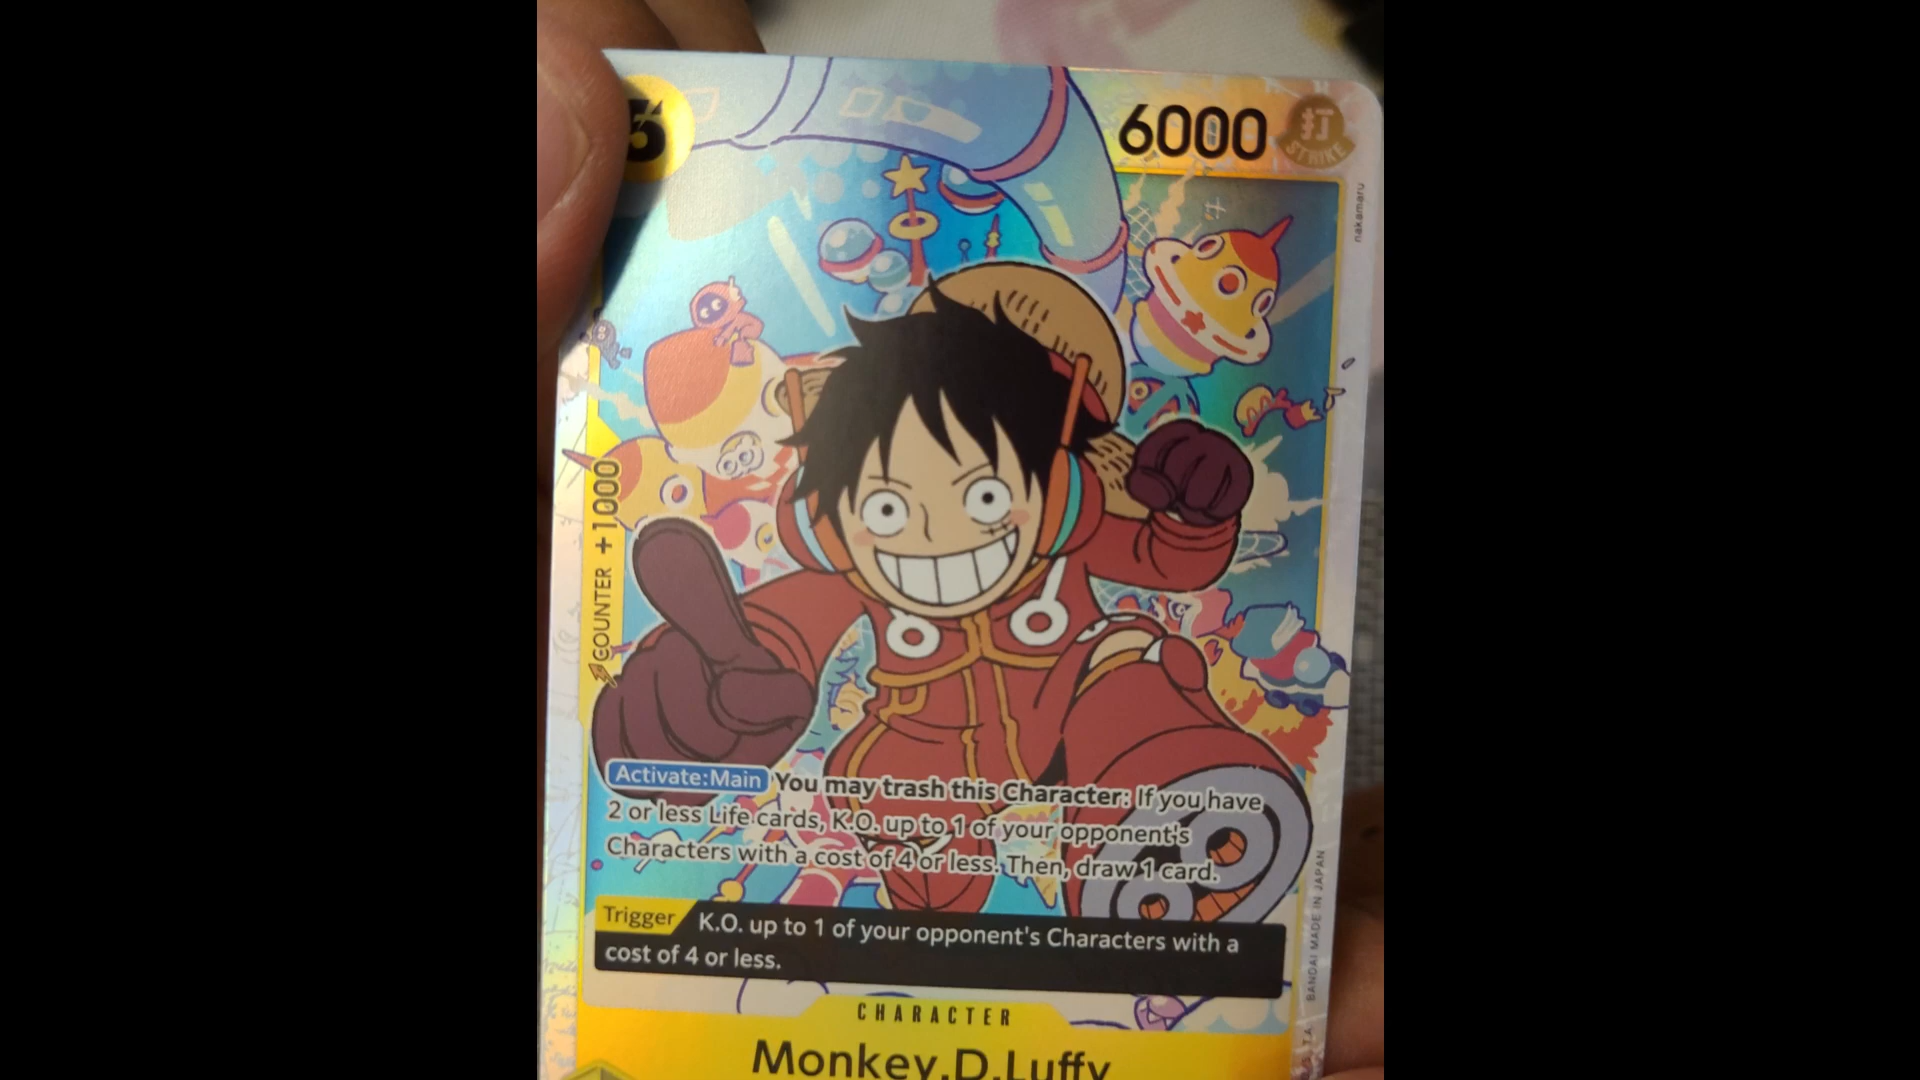 6000
打
STRIKE
nakamaru
COUNTER +1000
Activate:Main You may trash this Character: If you have
2 or less Life cards, K.O. up to 1 of your opponent's
Characters with a cost of 4 or less. Then, draw 1 card.
Trigger K.O. up to 1 of your opponent's Characters with a
cost of 4 or less.
BANDAI MADE IN JAPAN
CHARACTER
Monkey.D.Luffy